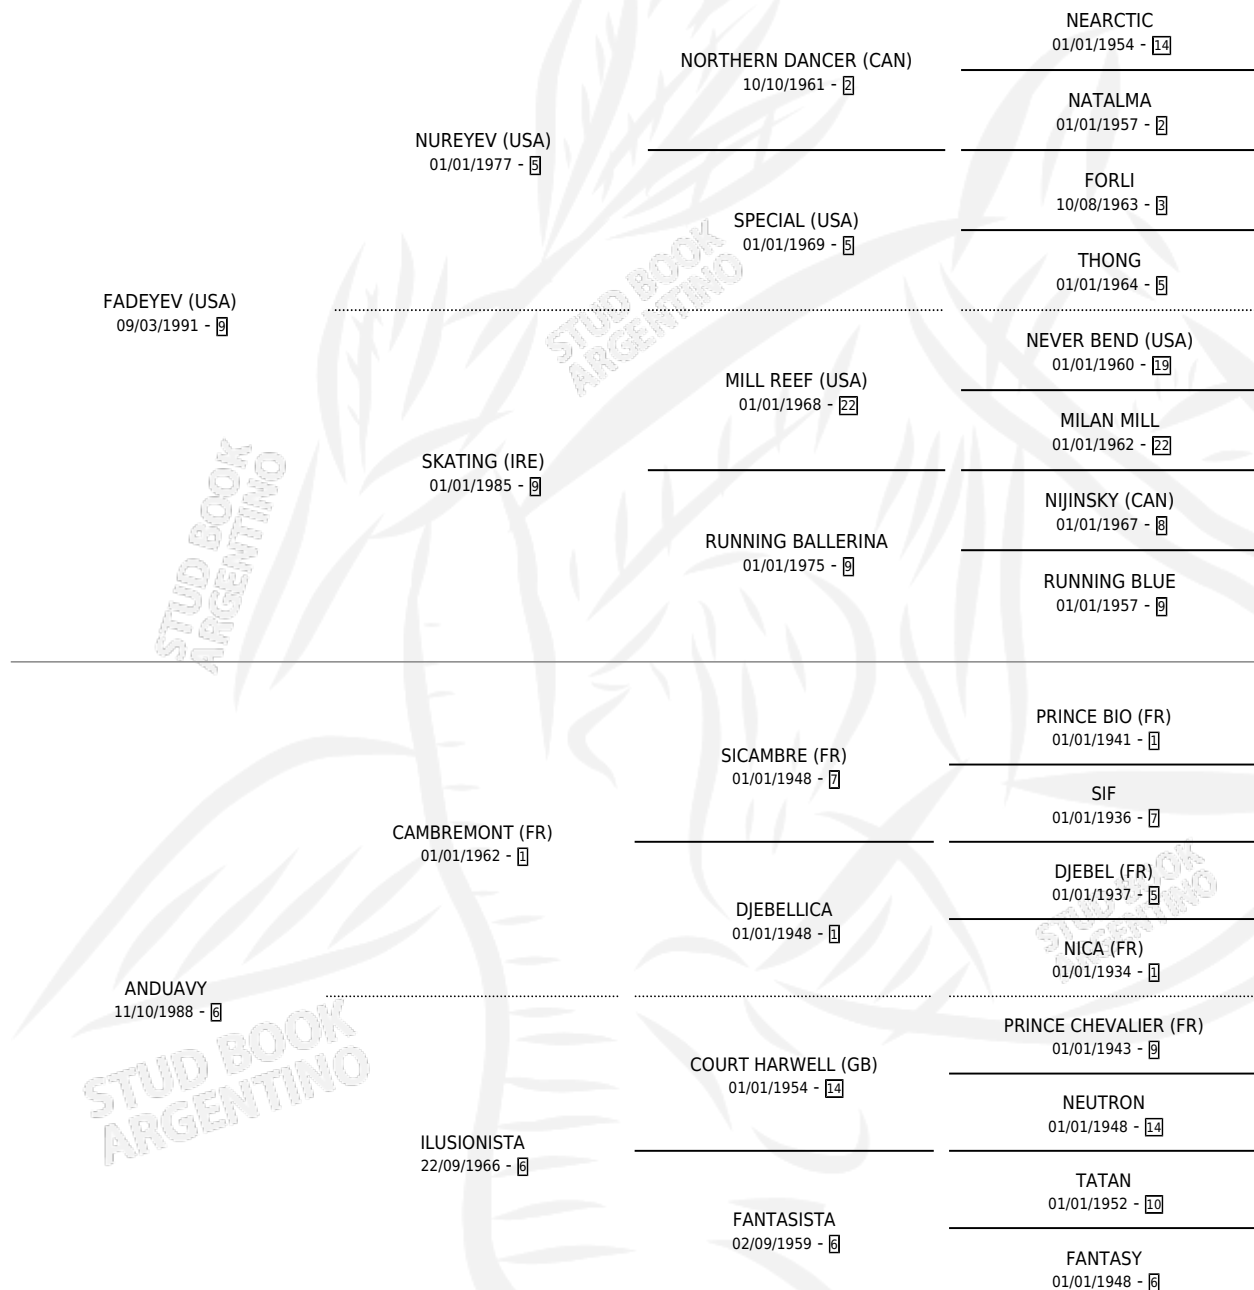 NEARCTIC
01/01/1954 - 14
NORTHERN DANCER (CAN)
10/10/1961 - 2
NATALMA
01/01/1957 - 2
NUREYEV (USA)
01/01/1977 - 5
FORLI
10/08/1963 - 3
SPECIAL (USA)
01/01/1969 - 5
THONG
01/01/1964 - 5
FADEYEV (USA)
09/03/1991 - 9
NEVER BEND (USA)
01/01/1960 - 19
MILL REEF (USA)
01/01/1968 - 22
MILAN MILL
01/01/1962 - 22
SKATING (IRE)
01/01/1985 - 9
NIJINSKY (CAN)
01/01/1967 - 8
RUNNING BALLERINA
01/01/1975 - 9
RUNNING BLUE
01/01/1957 - 9
PRINCE BIO (FR)
01/01/1941 - 1
SICAMBRE (FR)
01/01/1948 - 7
SIF
01/01/1936 - 7
CAMBREMONT (FR)
01/01/1962 - 1
DJEBEL (FR)
01/01/1937 - 5
DJEBELLICA
01/01/1948 - 1
NICA (FR)
01/01/1934 - 1
ANDUAVY
11/10/1988 - 6
PRINCE CHEVALIER (FR)
01/01/1943 - 9
COURT HARWELL (GB)
01/01/1954 - 14
NEUTRON
01/01/1948 - 14
ILUSIONISTA
22/09/1966 - 6
TATAN
01/01/1952 - 10
FANTASISTA
02/09/1959 - 6
FANTASY
01/01/1948 - 6
STUD BOOK
ARGENTINO
STUD BOOK
ARGENTINO
STUD BOOK
ARGENTINO
STUD BOOK
ARGENTINO